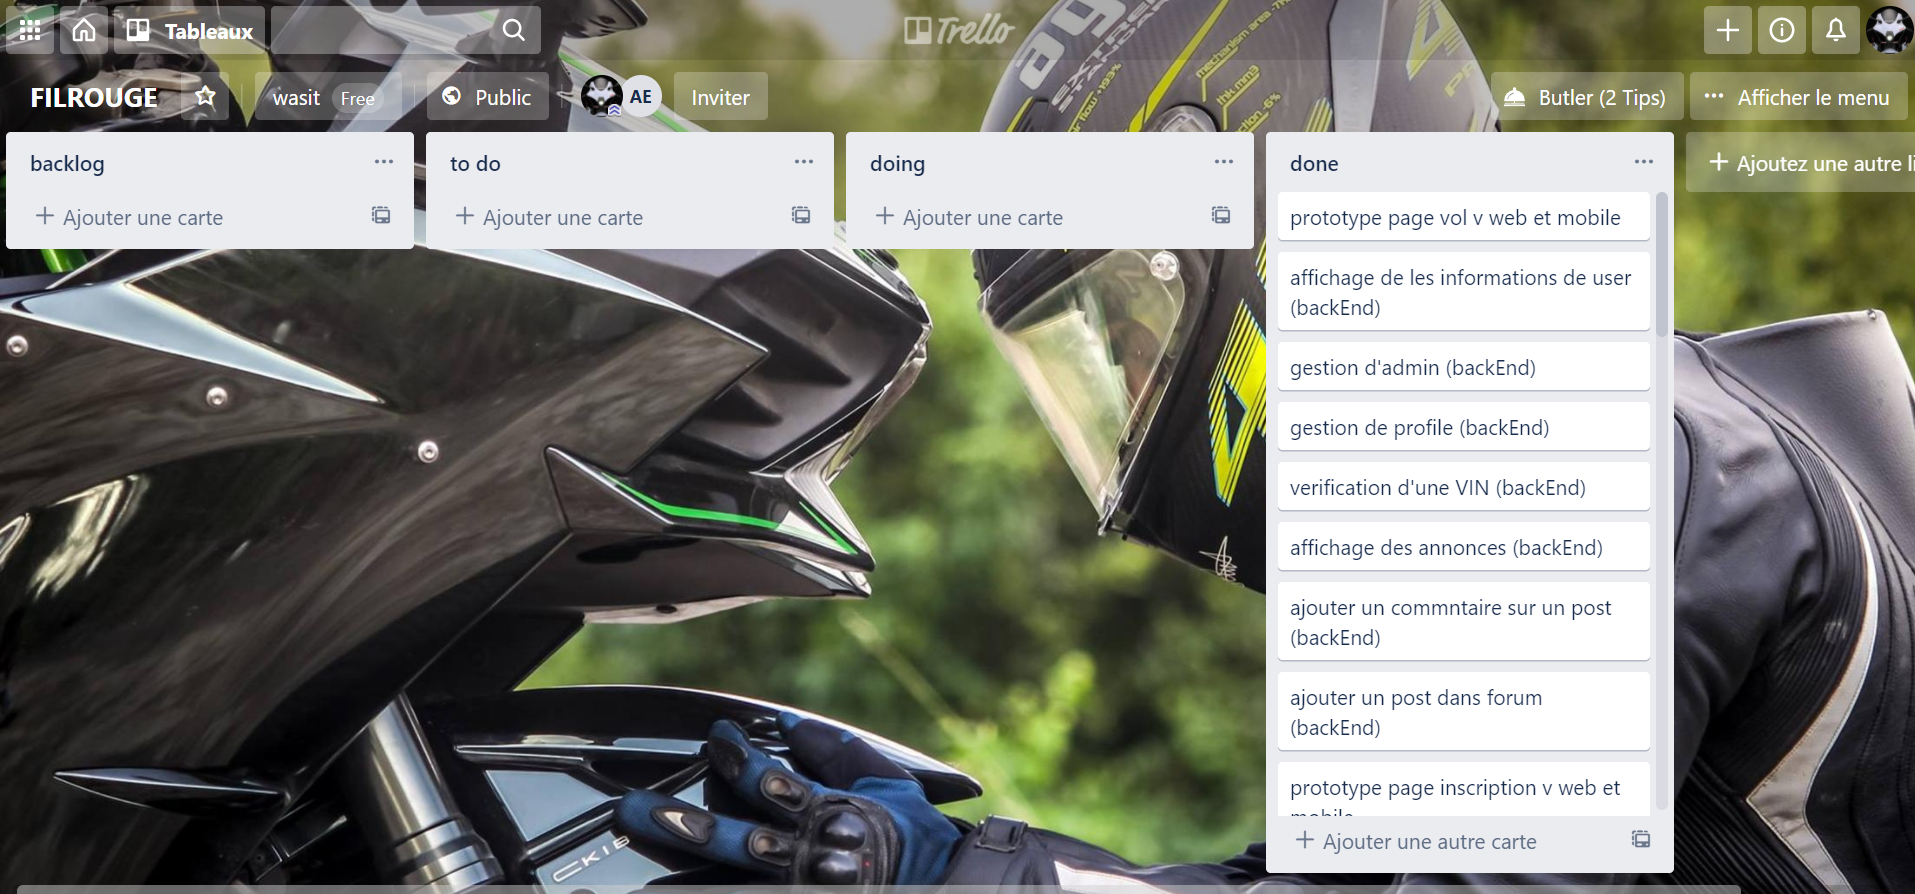 Tableaux
Trello
FILROUGE
wasit Free
Public
AE
Inviter
Butler (2 Tips)
Afficher le menu
backlog
Ajouter une carte
to do
Ajouter une carte
doing
Ajouter une carte
done
prototype page vol v web et mobile
affichage de les informations de user
(backEnd)
gestion d'admin (backEnd)
gestion de profile (backEnd)
verification d'une VIN (backEnd)
affichage des annonces (backEnd)
ajouter un commntaire sur un post
(backEnd)
ajouter un post dans forum
(backEnd)
prototype page inscription v web et
mobile
Ajouter une autre carte
Ajoutez une autre li